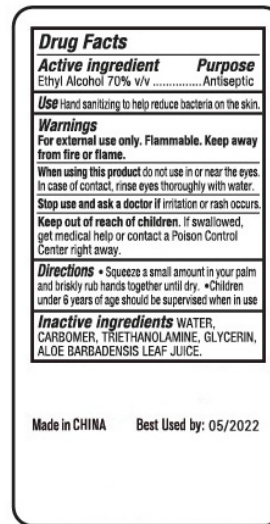 Drug Facts
Active ingredient Purpose
Ethyl Alcohol 70% v/v ............... Antiseptic
Use Hand sanitizing to help reduce bacteria on the skin.
Warnings
For external use only. Flammable. Keep away
from fire or flame.
When using this product do not use in or near the eyes.
In case of contact, rinse eyes thoroughly with water.
Stop use and ask a doctor if irritation or rash occurs.
Keep out of reach of children. If swallowed,
get medical help or contact a Poison Control
Center right away.
Directions • Squeeze a small amount in your palm
and briskly rub hands together until dry. •Children
under 6 years of age should be supervised when in use
Inactive ingredients WATER,
CARBOMER, TRIETHANOLAMINE, GLYCERIN,
ALOE BARBADENSIS LEAF JUICE.
Made in CHINA Best Used by: 05/2022